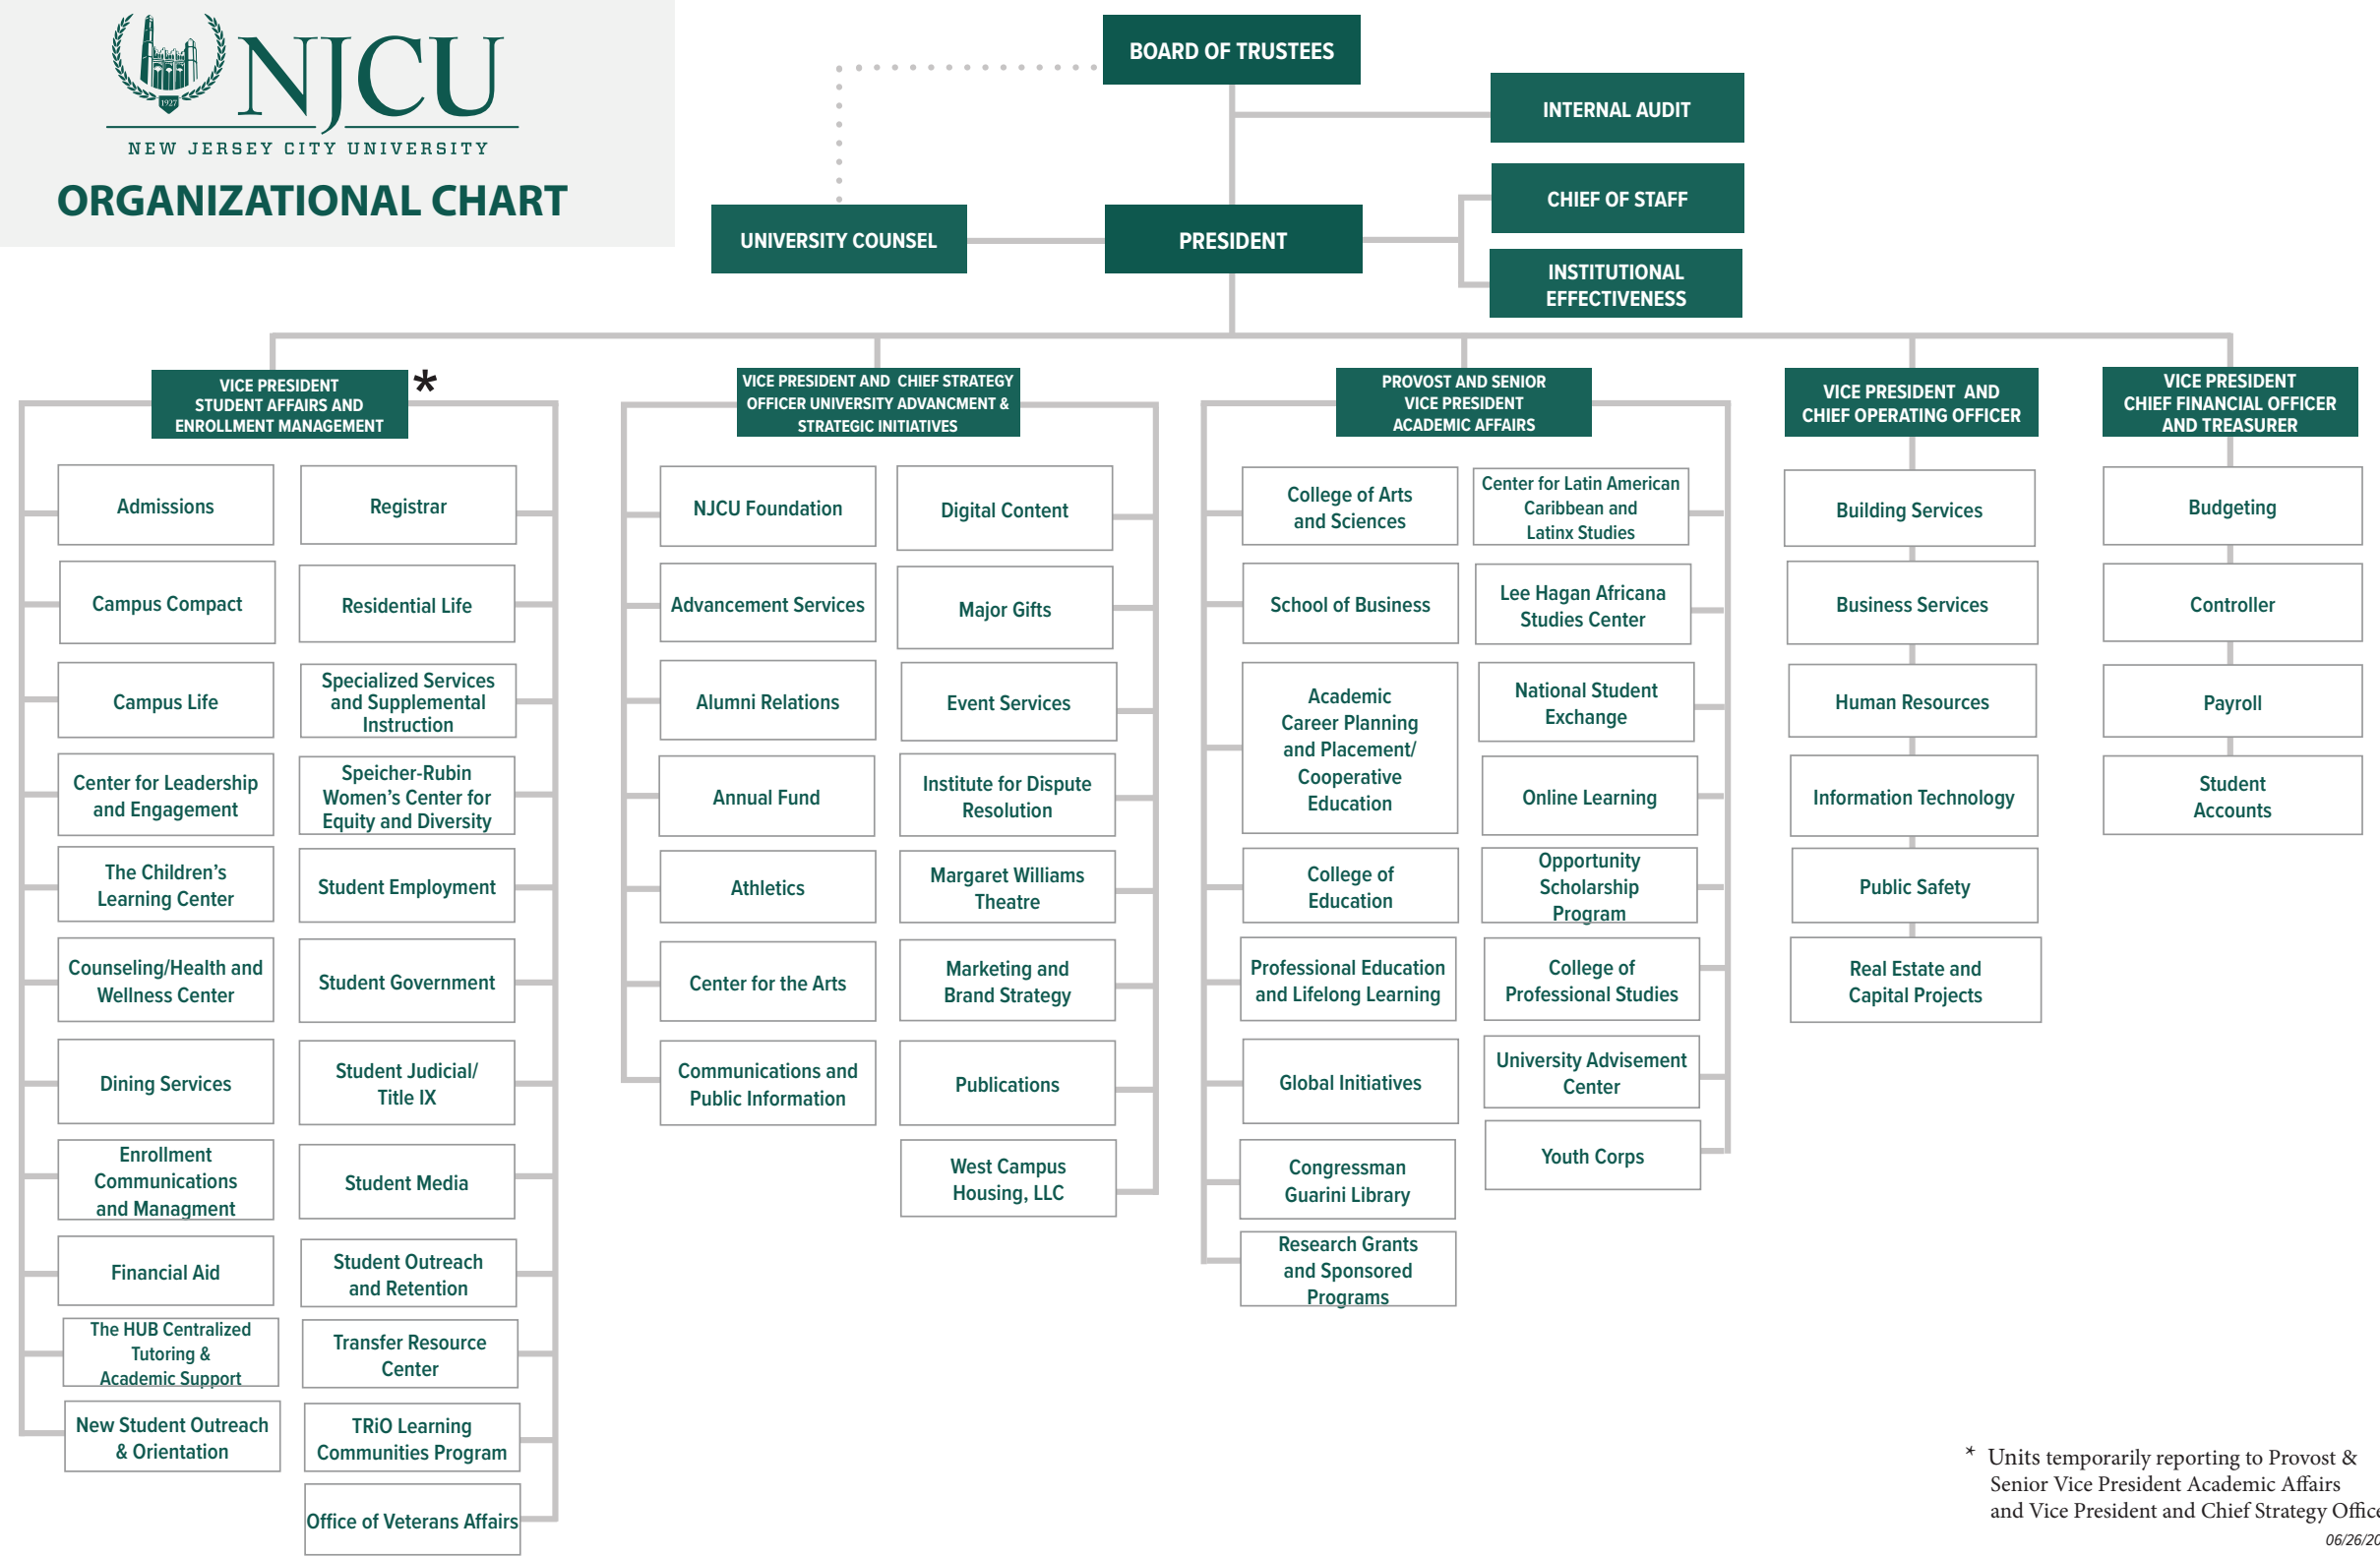 1927
NJCU
NEW JERSEY CITY UNIVERSITY
ORGANIZATIONAL CHART
BOARD OF TRUSTEES
INTERNAL AUDIT
CHIEF OF STAFF
UNIVERSITY COUNSEL
PRESIDENT
INSTITUTIONAL
EFFECTIVENESS
VICE PRESIDENT
STUDENT AFFAIRS AND
ENROLLMENT MANAGEMENT
*
Admissions
Campus Compact
Campus Life
Center for Leadership
and Engagement
The Children's
Learning Center
Counseling/Health and
Wellness Center
Dining Services
Enrollment
Communications
and Managment
Financial Aid
The HUB Centralized
Tutoring &
Academic Support
New Student Outreach
& Orientation
Registrar
Residential Life
Specialized Services
and Supplemental
Instruction
Speicher-Rubin
Women's Center for
Equity and Diversity
Student Employment
Student Government
Student Judicial/
Title IX
Student Media
Student Outreach
and Retention
Transfer Resource
Center
TRiO Learning
Communities Program
Office of Veterans Affairs
VICE PRESIDENT AND CHIEF STRATEGY
OFFICER UNIVERSITY ADVANCMENT &
STRATEGIC INITIATIVES
NJCU Foundation
Advancement Services
Alumni Relations
Annual Fund
Athletics
Center for the Arts
Communications and
Public Information
Digital Content
Major Gifts
Event Services
Institute for Dispute
Resolution
Margaret Williams
Theatre
Marketing and
Brand Strategy
Publications
West Campus
Housing, LLC
PROVOST AND SENIOR
VICE PRESIDENT
ACADEMIC AFFAIRS
College of Arts
and Sciences
School of Business
Academic
Career Planning
and Placement/
Cooperative
Education
College of
Education
Professional Education
and Lifelong Learning
Global Initiatives
Congressman
Guarini Library
Research Grants
and Sponsored
Programs
Center for Latin American
Caribbean and
Latinx Studies
Lee Hagan Africana
Studies Center
National Student
Exchange
Online Learning
Opportunity
Scholarship
Program
College of
Professional Studies
University Advisement
Center
Youth Corps
VICE PRESIDENT AND
CHIEF OPERATING OFFICER
Building Services
Business Services
Human Resources
Information Technology
Public Safety
Real Estate and
Capital Projects
VICE PRESIDENT
CHIEF FINANCIAL OFFICER
AND TREASURER
Budgeting
Controller
Payroll
Student
Accounts
* Units temporarily reporting to Provost &
Senior Vice President Academic Affairs
and Vice President and Chief Strategy Office
06/26/20